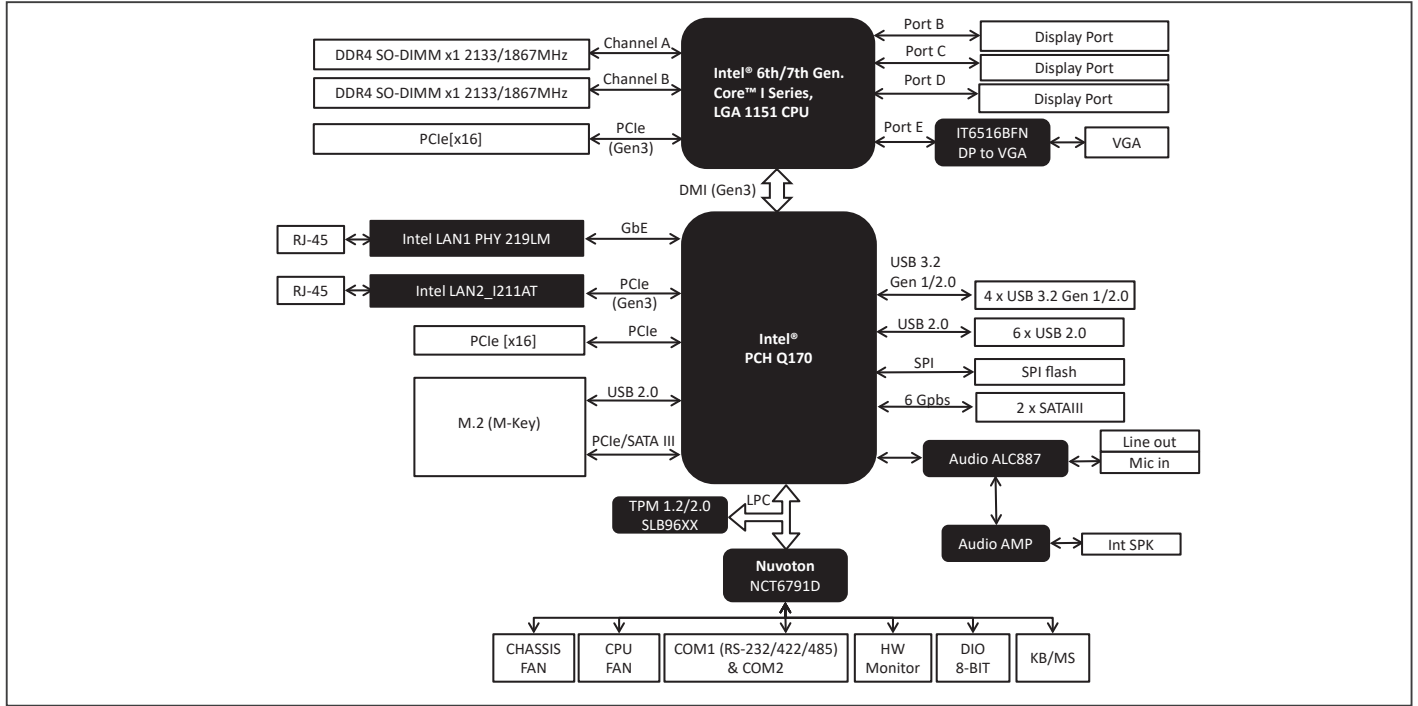 DDR4 SO-DIMM x1 2133/1867MHz
Channel A
DDR4 SO-DIMM x1 2133/1867MHz
Channel B
PCIe[x16]
PCIe
(Gen3)
Intel® 6th/7th Gen.
Core™ I Series,
LGA 1151 CPU
Port B
Display Port
Port C
Display Port
Port D
Display Port
Port E
IT6516BFN
DP to VGA
VGA
DMI (Gen3)
RJ-45
Intel LAN1 PHY 219LM
GbE
RJ-45
Intel LAN2_I211AT
PCIe
(Gen3)
PCIe [x16]
PCIe
M.2 (M-Key)
USB 2.0
PCIe/SATA III
Intel®
PCH Q170
USB 3.2
Gen 1/2.0
4 x USB 3.2 Gen 1/2.0
USB 2.0
6 x USB 2.0
SPI
SPI flash
6 Gpbs
2 x SATAIII
Audio ALC887
Line out
Mic in
Audio AMP
Int SPK
TPM 1.2/2.0
SLB96XX
LPC
Nuvoton
NCT6791D
CHASSIS
FAN
CPU
FAN
COM1 (RS-232/422/485)
& COM2
HW
Monitor
DIO
8-BIT
KB/MS